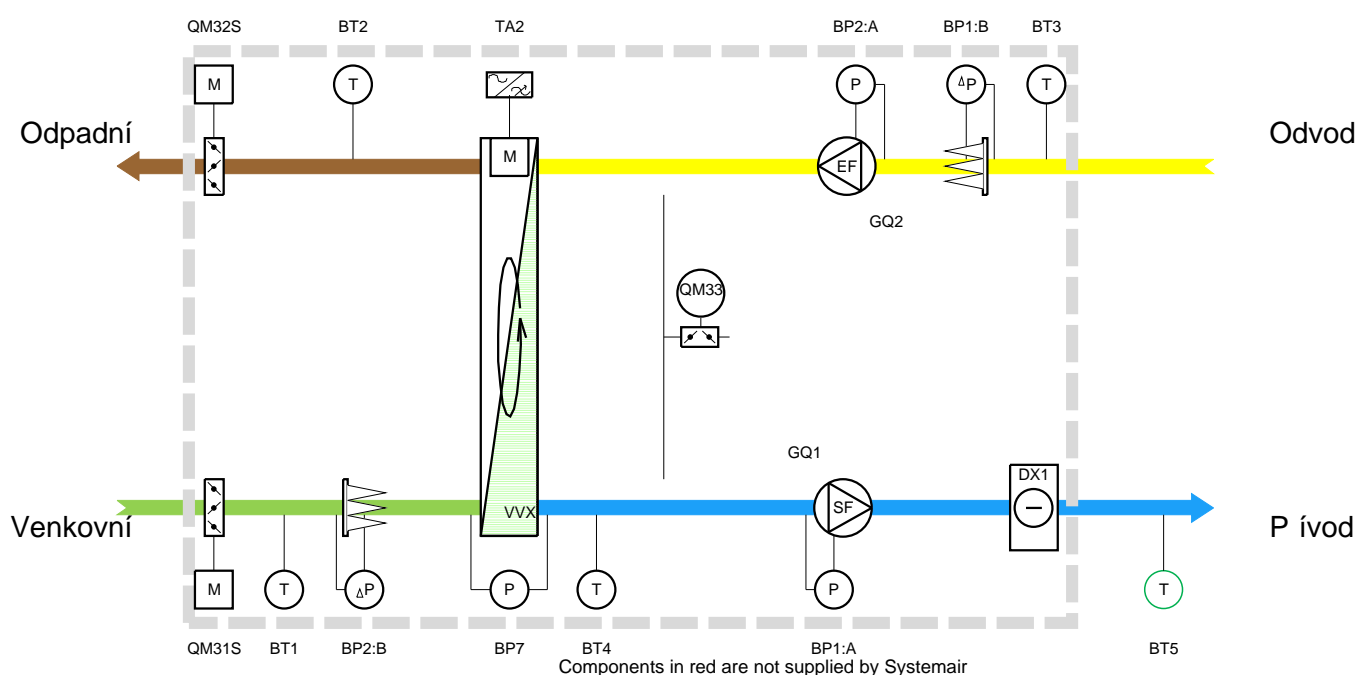 QM32S BT2 TA2 BP2:A BP1:B BT3
M T P ΔP T
Odpadní Odvod
M EF
GQ2
QM33
GQ1
DX1
VVX SF
Venkovní P ívod
M T ΔP P T P T
QM31S BT1 BP2:B BP7 BT4 BP1:A BT5
Components in red are not supplied by Systemair